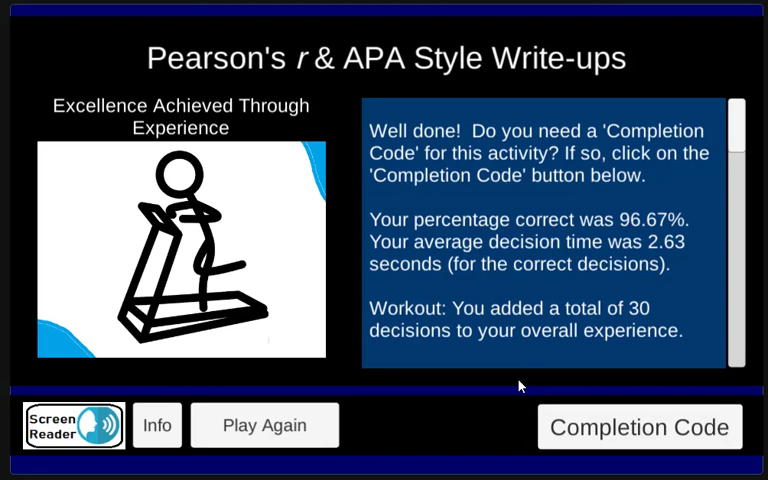 Pearson's r & APA Style Write-ups
Excellence Achieved Through
Experience
Well done!  Do you need a 'Completion
Code' for this activity? If so, click on the
'Completion Code' button below.
Your percentage correct was 96.67%.
Your average decision time was 2.63
seconds (for the correct decisions).
Workout: You added a total of 30
decisions to your overall experience.
Screen
Reader
Info
Play Again
Completion Code